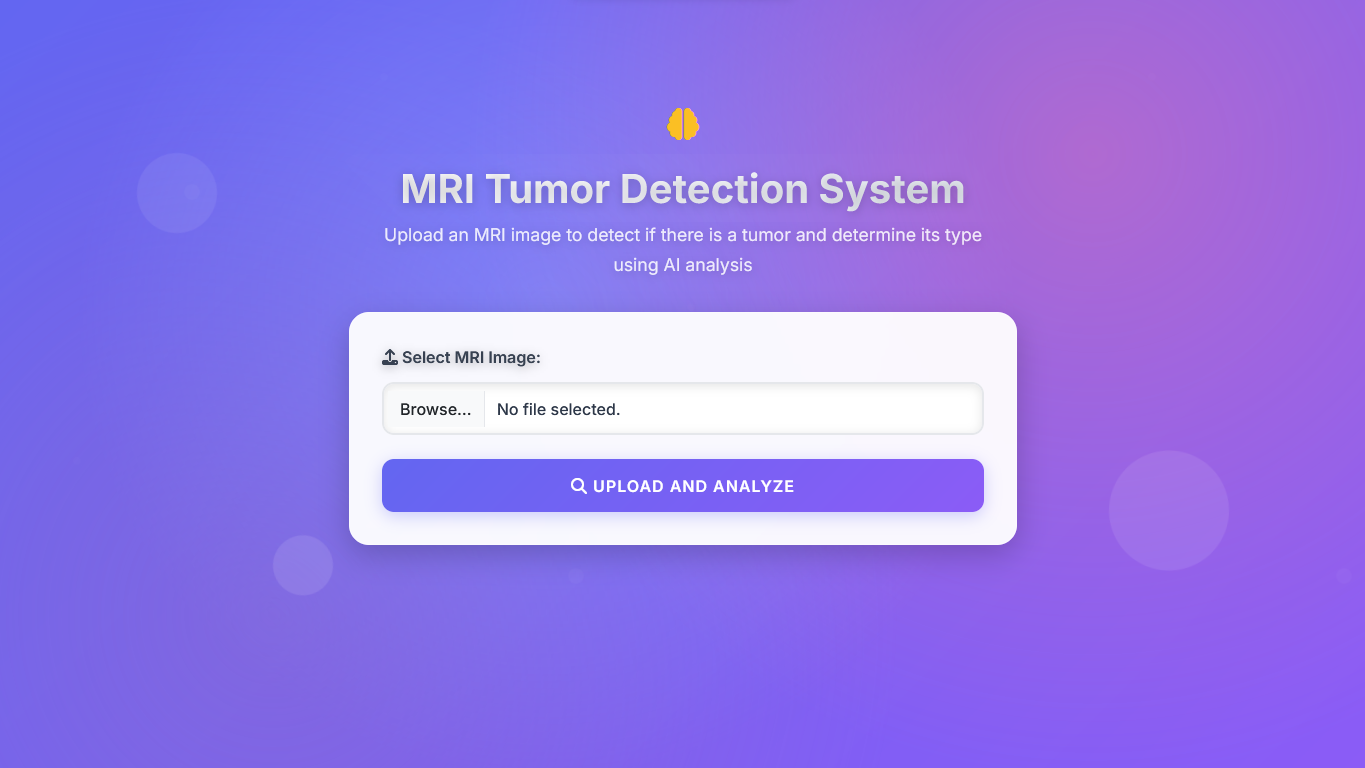 MRI Tumor Detection System
Upload an MRI image to detect if there is a tumor and determine its type
using AI analysis
Select MRI Image:
Browse... No file selected.
UPLOAD AND ANALYZE